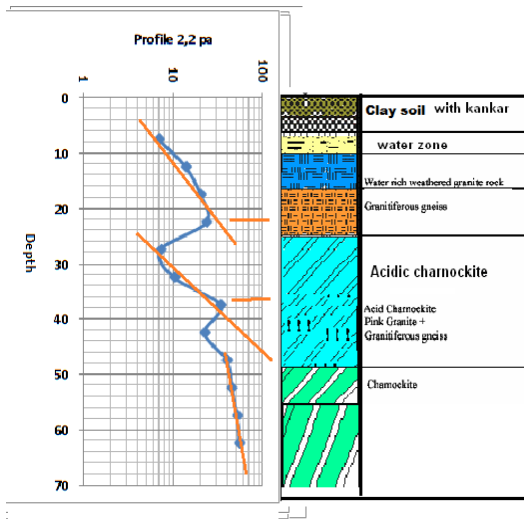 Profile 2,2 pa
1
10
100
0
10
20
30
40
50
60
70
Depth
Clay soil with kankar
water zone
Water rich weathered granite rock
Granitiferous gneiss
Acidic charnockite
Acid Charnockite
Pink Granite +
Granitiferous gneiss
Charnockite